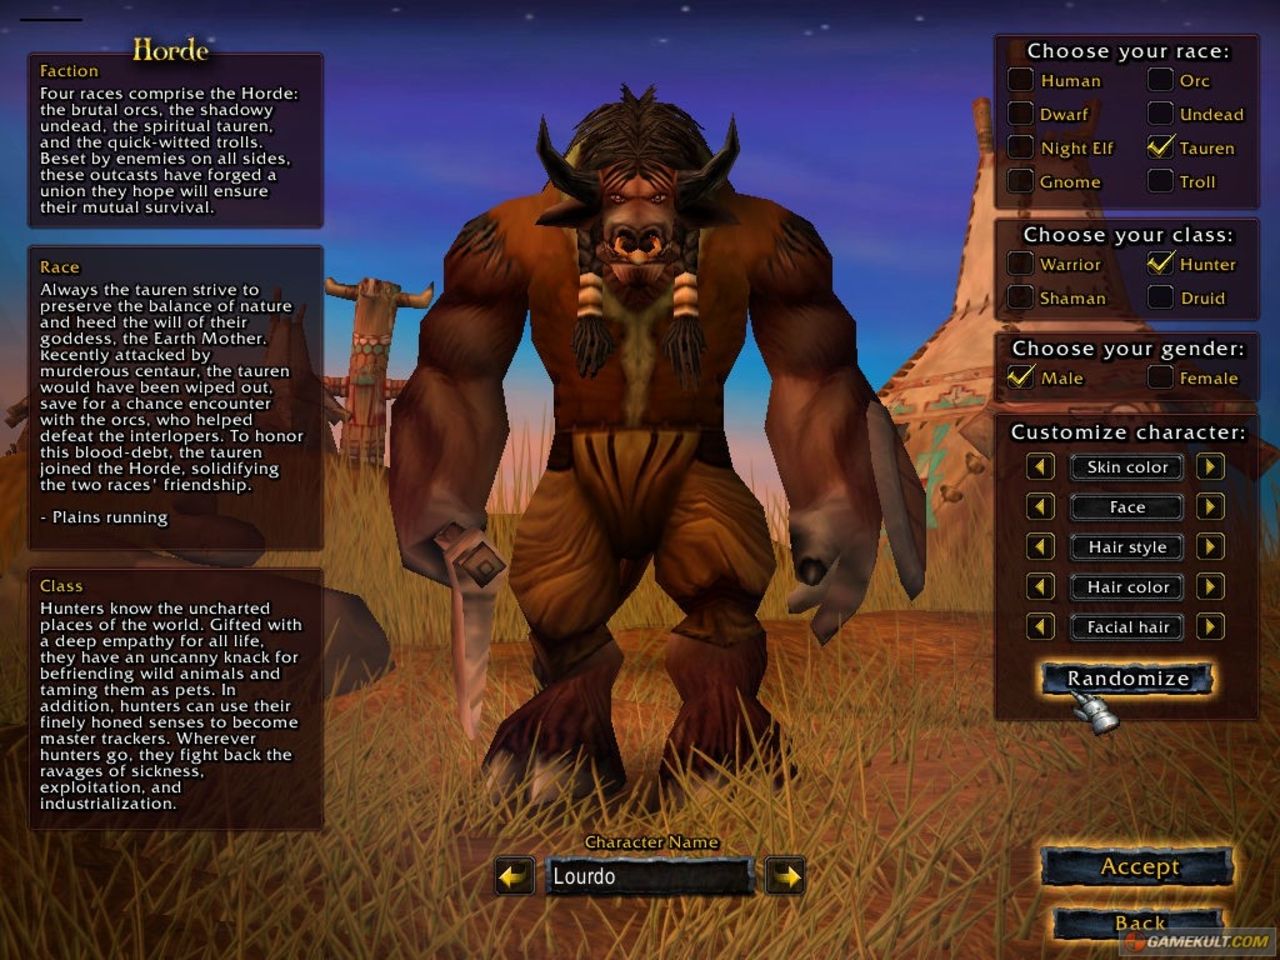 Horde
Faction
Four races comprise the Horde:
the brutal orcs, the shadowy
undead, the spiritual tauren,
and the quick-witted trolls.
Beset by enemies on all sides,
these outcasts have forged a
union they hope will ensure
their mutual survival.
Race
Always the tauren strive to
preserve the balance of nature
and heed the will of their
goddess, the Earth Mother.
Recently attacked by
murderous centaur, the tauren
would have been wiped out,
save for a chance encounter
with the orcs, who helped
defeat the interlopers. To honor
this blood-debt, the tauren
joined the Horde, solidifying
the two races' friendship.
- Plains running
Class
Hunters know the uncharted
places of the world. Gifted with
a deep empathy for all life,
they have an uncanny knack for
befriending wild animals and
taming them as pets. In
addition, hunters can use their
finely honed senses to become
master trackers. Wherever
hunters go, they fight back the
ravages of sickness,
exploitation, and
industrialization.
Character Name
Lourdo
Choose your race:
Human Orc
Dwarf Undead
Night Elf Tauren
Gnome Troll
Choose your class:
Warrior Hunter
Shaman Druid
Choose your gender:
Male Female
Customize character:
Skin color
Face
Hair style
Hair color
Facial hair
Randomize
Accept
Back
GAMEKULT.COM